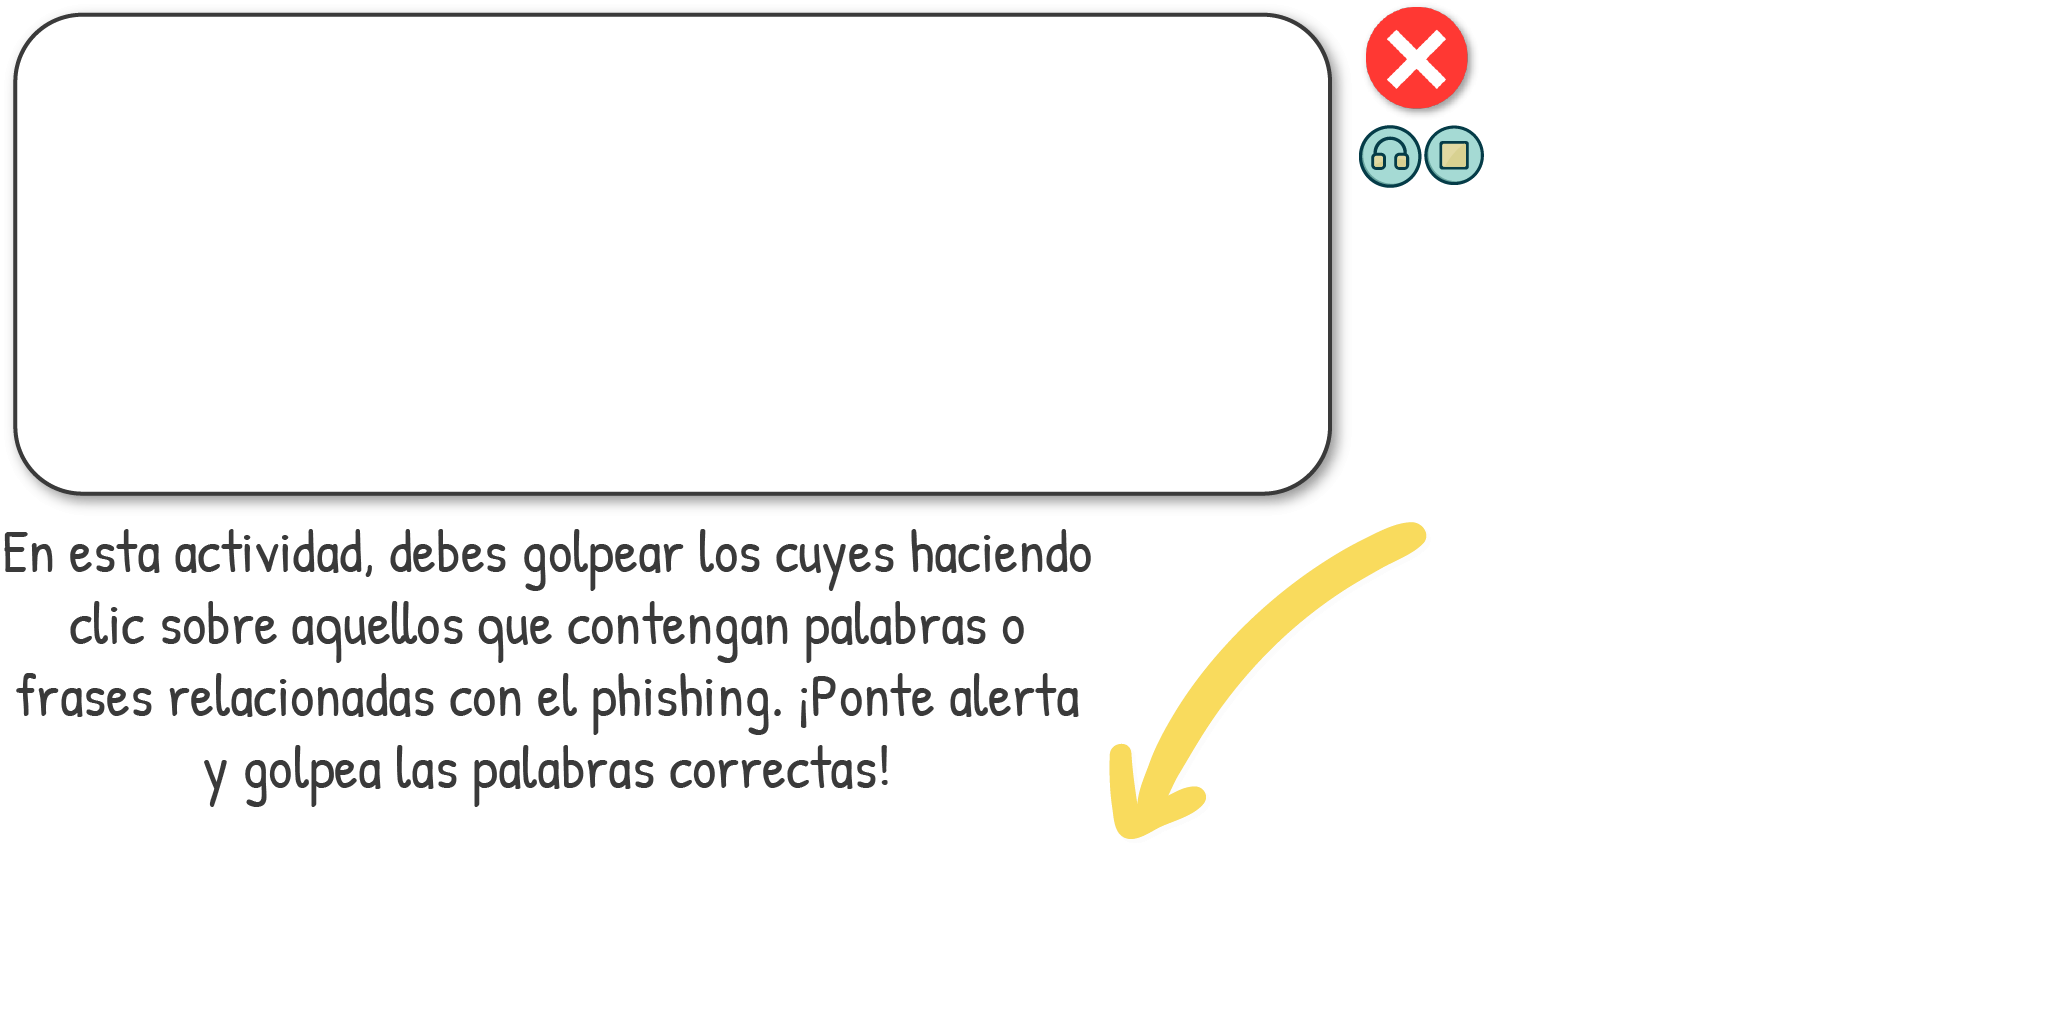 En esta actividad, debes golpear los cuyes haciendo
clic sobre aquellos que contengan palabras o
frases relacionadas con el phishing. ¡Ponte alerta
y golpea las palabras correctas!